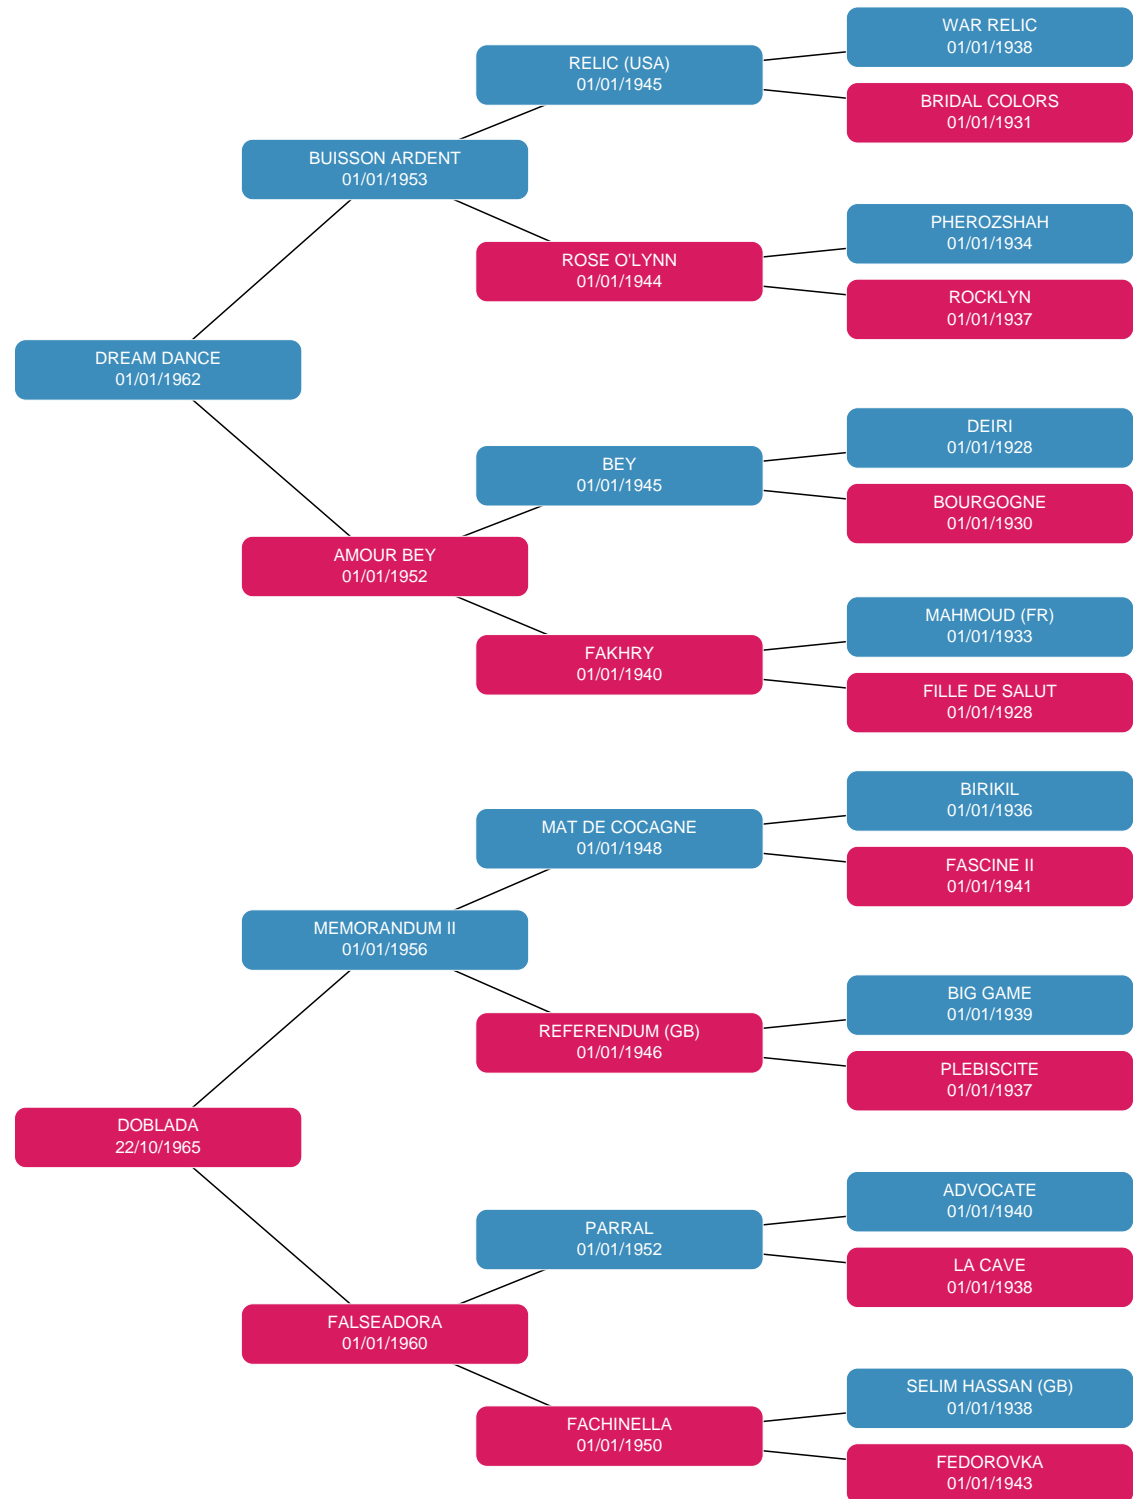 WAR RELIC
01/01/1938
RELIC (USA)
01/01/1945
BRIDAL COLORS
01/01/1931
BUISSON ARDENT
01/01/1953
PHEROZSHAH
01/01/1934
ROSE O'LYNN
01/01/1944
ROCKLYN
01/01/1937
DREAM DANCE
01/01/1962
DEIRI
01/01/1928
BEY
01/01/1945
BOURGOGNE
01/01/1930
AMOUR BEY
01/01/1952
MAHMOUD (FR)
01/01/1933
FAKHRY
01/01/1940
FILLE DE SALUT
01/01/1928
BIRIKIL
01/01/1936
MAT DE COCAGNE
01/01/1948
FASCINE II
01/01/1941
MEMORANDUM II
01/01/1956
BIG GAME
01/01/1939
REFERENDUM (GB)
01/01/1946
PLEBISCITE
01/01/1937
DOBLADA
22/10/1965
ADVOCATE
01/01/1940
PARRAL
01/01/1952
LA CAVE
01/01/1938
FALSEADORA
01/01/1960
SELIM HASSAN (GB)
01/01/1938
FACHINELLA
01/01/1950
FEDOROVKA
01/01/1943